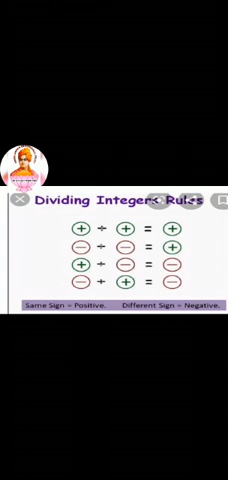 Dividing Integers Rules
+ ÷ + = +
− ÷ − = +
+ ÷ − = −
− ÷ + = −
Same Sign = Positive. Different Sign = Negative.